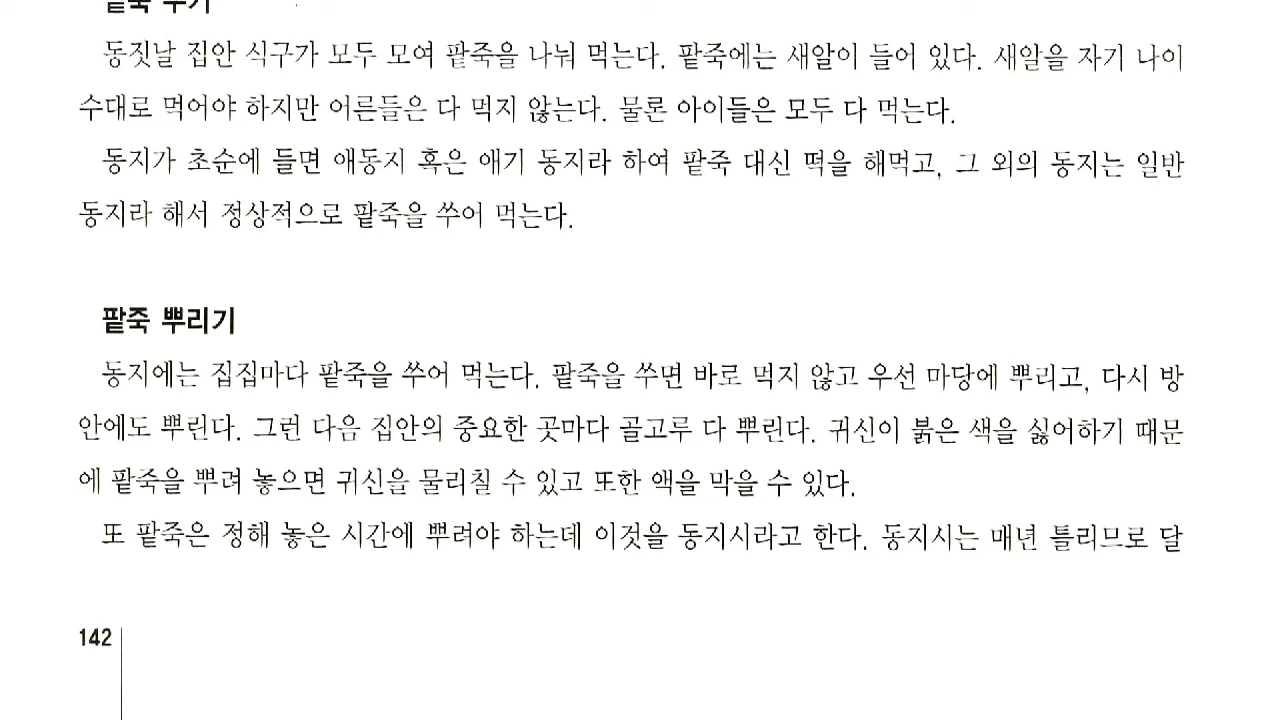 동짓날 집안 식구가 모두 모여 팥죽을 나눠 먹는다. 팥죽에는 새알이 들어 있다. 새알을 자기 나이
수대로 먹어야 하지만 어른들은 다 먹지 않는다. 물론 아이들은 모두 다 먹는다.
동지가 초순에 들면 애동지 혹은 애기 동지라 하여 팥죽 대신 떡을 해먹고, 그 외의 동지는 일반
동지라 해서 정상적으로 팥죽을 쑤어 먹는다.
팥죽 뿌리기
동지에는 집집마다 팥죽을 쑤어 먹는다. 팥죽을 쑤면 바로 먹지 않고 우선 마당에 뿌리고, 다시 방
안에도 뿌린다. 그런 다음 집안의 중요한 곳마다 골고루 다 뿌린다. 귀신이 붉은 색을 싫어하기 때문
에 팥죽을 뿌려 놓으면 귀신을 물리칠 수 있고 또한 액을 막을 수 있다.
또 팥죽은 정해 놓은 시간에 뿌려야 하는데 이것을 동지시라고 한다. 동지시는 매년 틀리므로 달
142